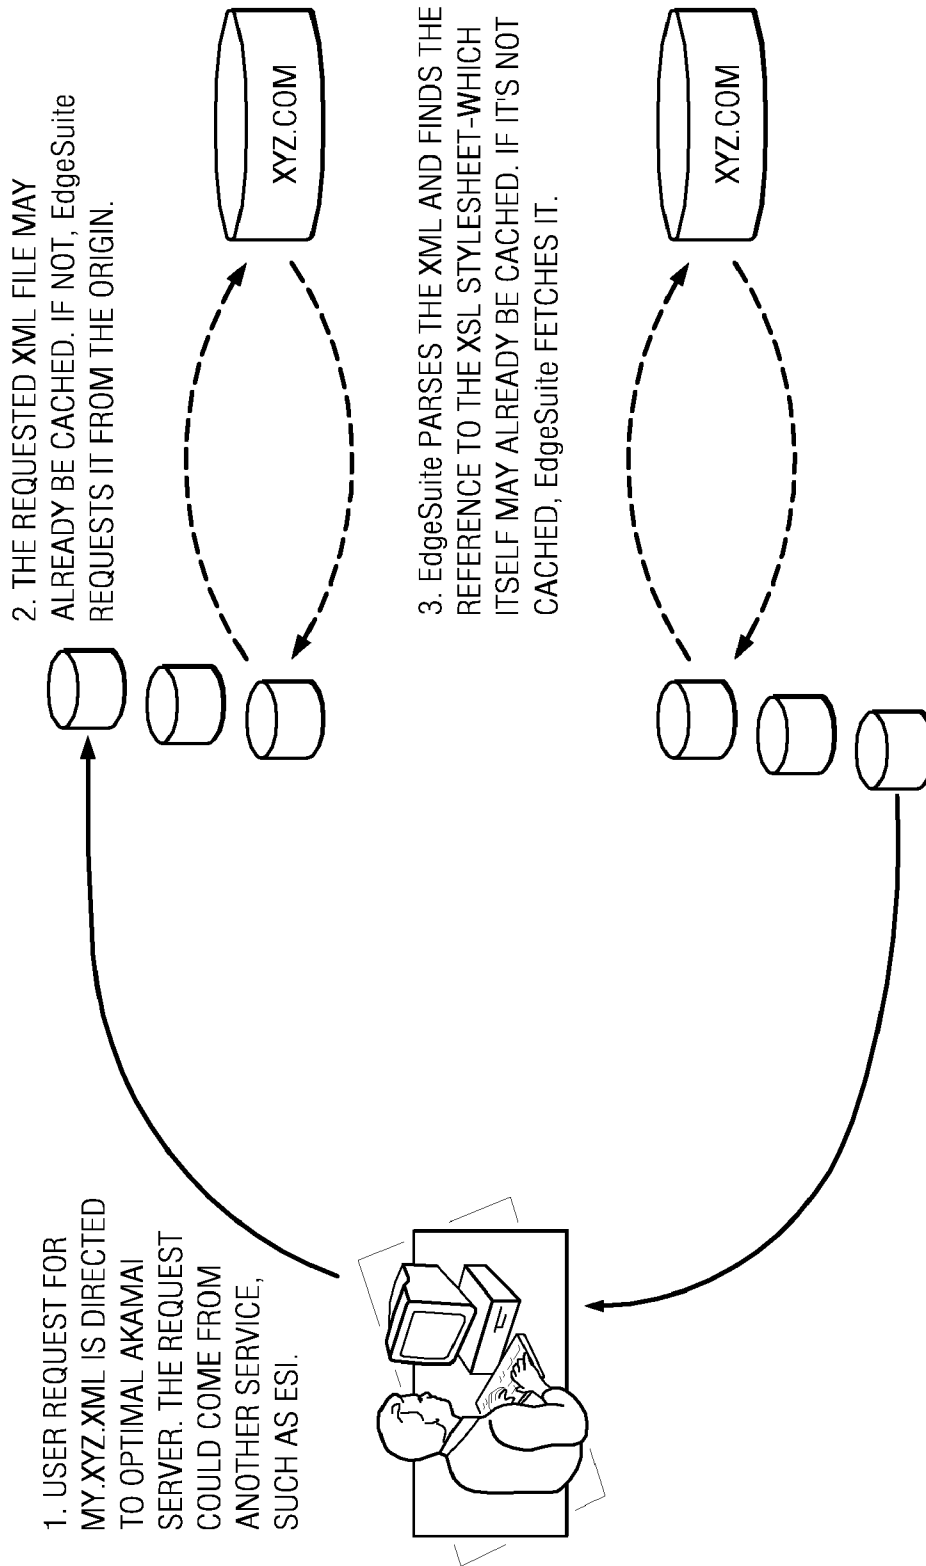 1. USER REQUEST FOR
MY.XYZ.XML IS DIRECTED
TO OPTIMAL AKAMAI
SERVER. THE REQUEST
COULD COME FROM
ANOTHER SERVICE,
SUCH AS ESI.
2. THE REQUESTED XML FILE MAY
ALREADY BE CACHED. IF NOT, EdgeSuite
REQUESTS IT FROM THE ORIGIN.
XYZ.COM
3. EdgeSuite PARSES THE XML AND FINDS THE
REFERENCE TO THE XSL STYLESHEET-WHICH
ITSELF MAY ALREADY BE CACHED. IF IT'S NOT
CACHED, EdgeSuite FETCHES IT.
XYZ.COM